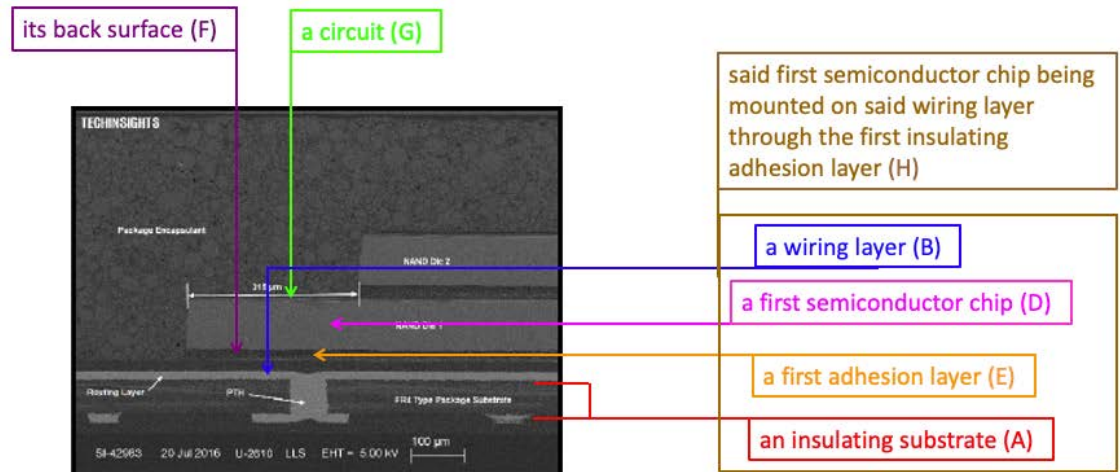 its back surface (F)
a circuit (G)
said first semiconductor chip being
mounted on said wiring layer
through the first insulating
adhesion layer (H)
TECHINSIGHTS
Package Encapsulant
a wiring layer (B)
NAND Die 2
a first semiconductor chip (D)
NAND Die 1
a first adhesion layer (E)
Routing Layer
PTH
FR4 Type Package Substrate
an insulating substrate (A)
100 µm
SI-42983 20 Jul 2016 U-2610 LLS EHT = 5.00 kV